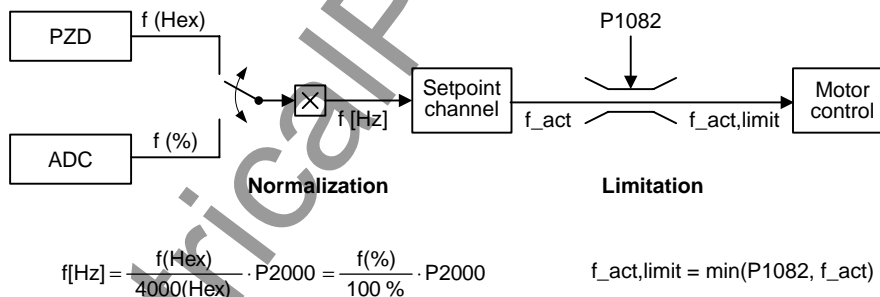 f (Hex)
PZD
P1082
Setpoint
channel
Motor
control
f [Hz]
f_act
f_act,limit
f (%)
ADC
Normalization
Limitation
f[Hz] = f(Hex) / 4000(Hex) · P2000 = f(%) / 100 % · P2000
f_act,limit = min(P1082, f_act)